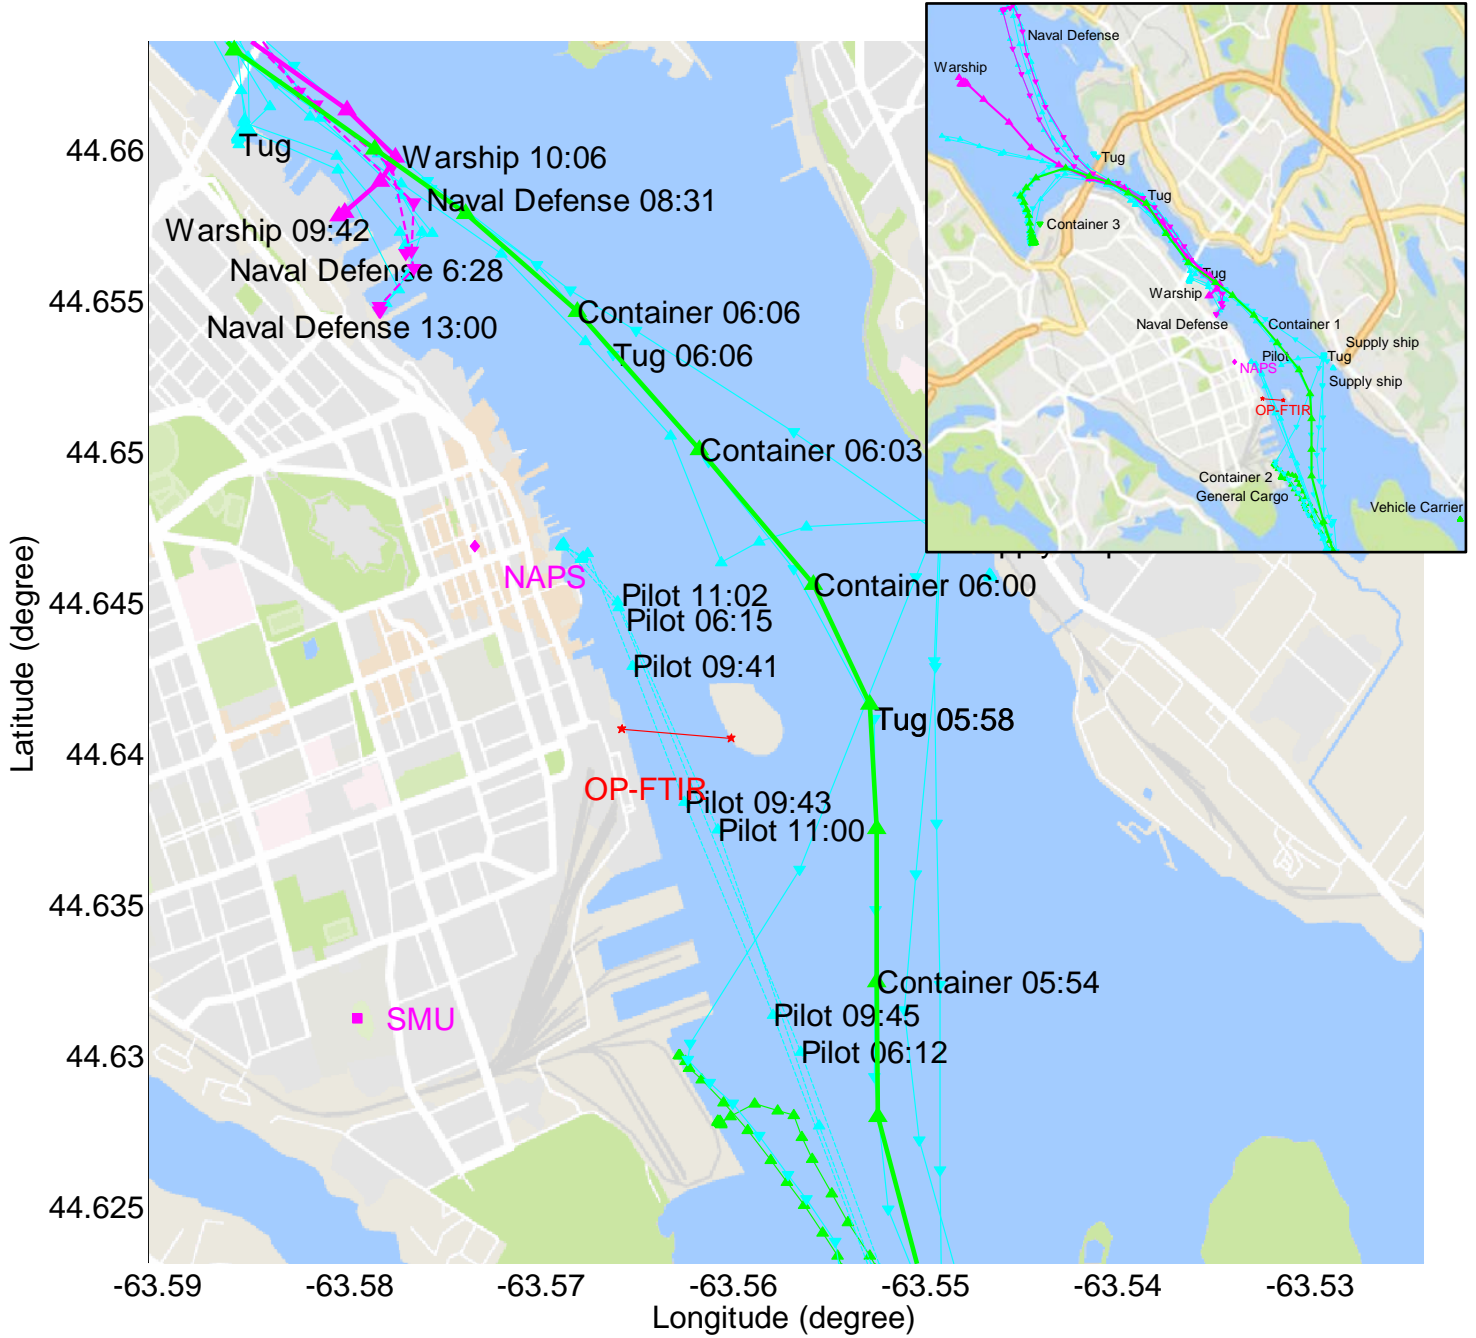 Naval Defense
Warship
Tug
Tug
Container 3
Tug
Warship
Naval Defense
Container 1
Supply ship
Pilot
Tug
NAPS
Supply ship
OP-FTIR
Container 2
General Cargo
Vehicle Carrier
44.66
Tug
Warship 10:06
Naval Defense 08:31
Warship 09:42
Naval Defense 6:28
44.655
Container 06:06
Naval Defense 13:00
Tug 06:06
44.65
Container 06:03
NAPS
Container 06:00
44.645
Pilot 11:02
Pilot 06:15
Pilot 09:41
Tug 05:58
44.64
OP-FTIR
Pilot 09:43
Pilot 11:00
44.635
Container 05:54
SMU
Pilot 09:45
44.63
Pilot 06:12
44.625
Latitude (degree)
-63.59
-63.58
-63.57
-63.56
-63.55
-63.54
-63.53
Longitude (degree)